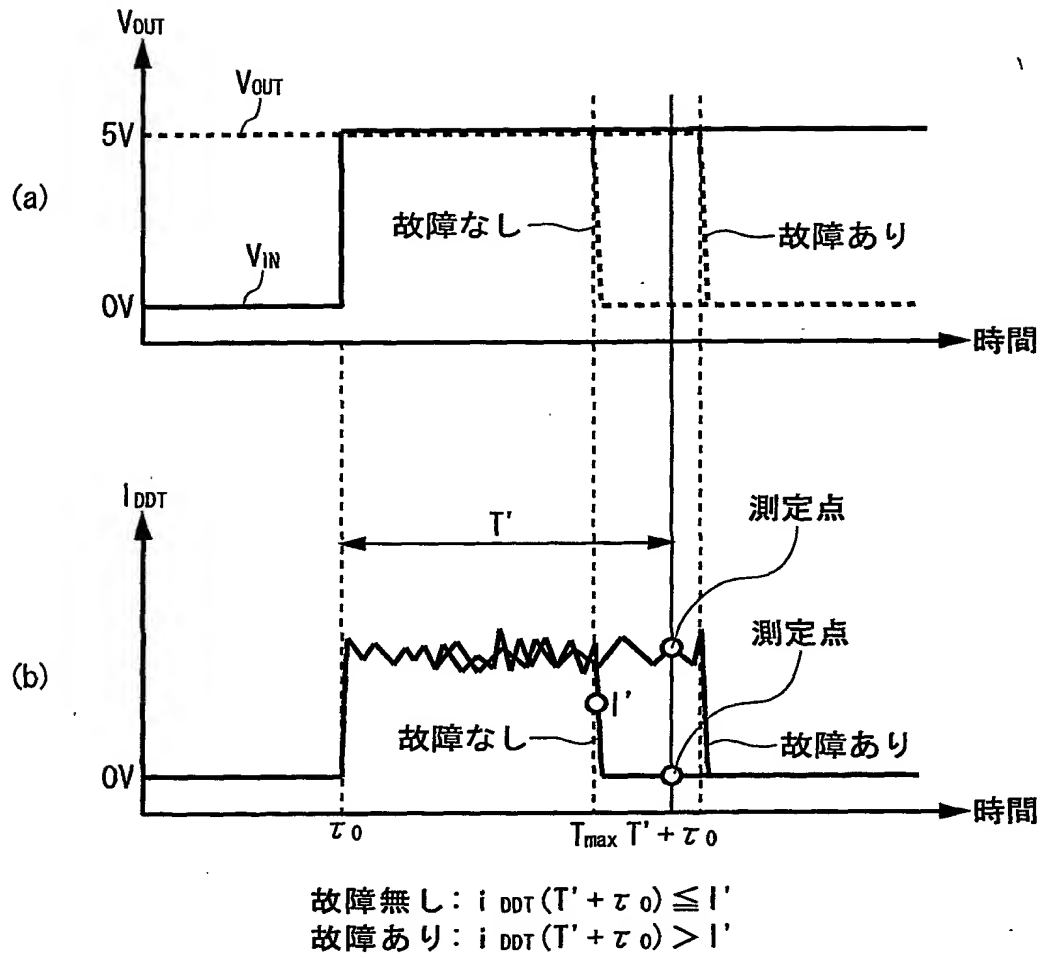 VOUT
VOUT
5V
(a)
故障なし
故障あり
VIN
0V
時間
IDDT
測定点
T'
測定点
(b)
I'
故障なし
故障あり
0V
時間
τ0
Tmax T'+τ0
故障無し: i DDT(T'+τ0)≦I'
故障あり: i DDT(T'+τ0)>I'